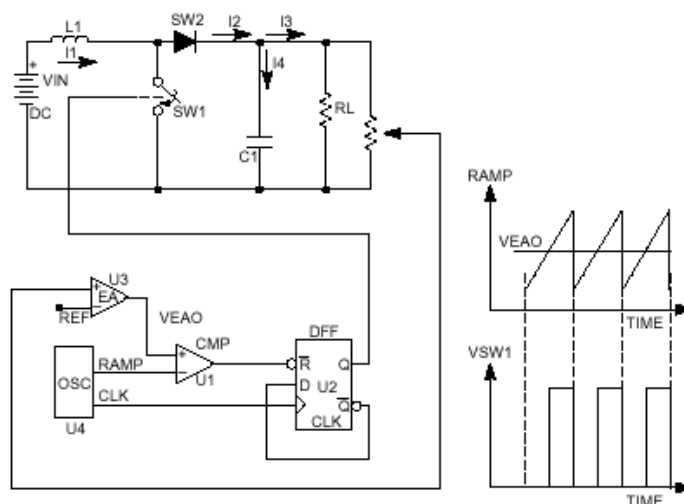 L1
SW2
I2
I3
I1
I4
+
VIN
SW1
RL
DC
C1
RAMP
VEAO
TIME
U3
+
EA
−
REF
VEAO
CMP
DFF
RAMP
+
−
R
Q
OSC
U1
D
U2
CLK
Q
U4
CLK
VSW1
TIME